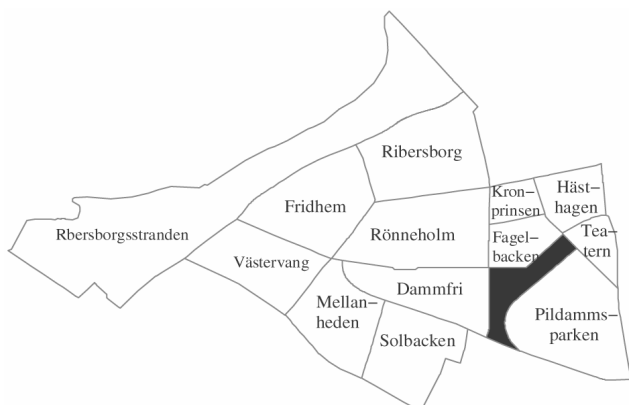 Ribersborg
Kron–
prinsen
Häst–
hagen
Fridhem
Rbersborgsstranden
Rönneholm
Fagel–
backen
Tea–
tern
Västervang
Dammfri
Mellan–
heden
Pildamms–
parken
Solbacken